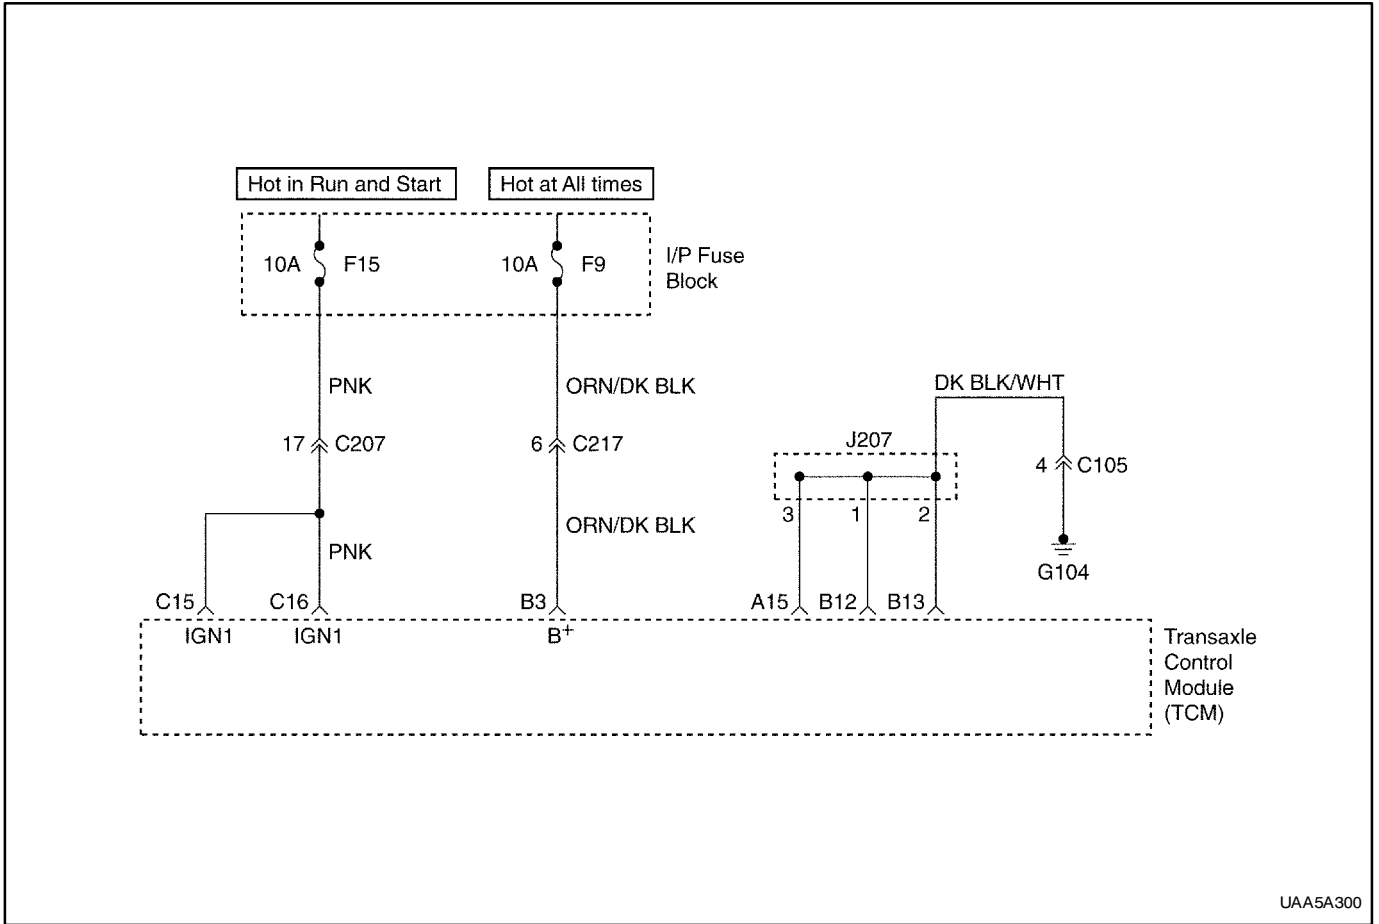 Hot in Run and Start
Hot at All times
10A
F15
10A
F9
I/P Fuse
Block
PNK
ORN/DK BLK
DK BLK/WHT
17
C207
6
C217
J207
4
C105
3
1
2
ORN/DK BLK
PNK
G104
C15
C16
B3
A15
B12
B13
IGN1
IGN1
B+
Transaxle
Control
Module
(TCM)
UAA5A300